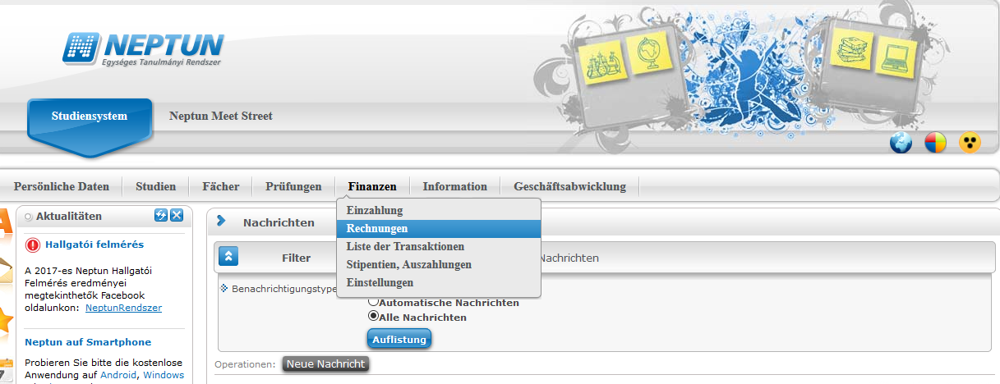 NEPTUN
Egységes Tanulmányi Rendszer
Studiensystem
Neptun Meet Street
Persönliche Daten
Studien
Fächer
Prüfungen
Finanzen
Information
Geschäftsabwicklung
Einzahlung
Rechnungen
Liste der Transaktionen
Stipentien, Auszahlungen
Einstellungen
Aktualitäten
Hallgatói felmérés
A 2017-es Neptun Hallgatói
Felmérés eredményei
megtekinthetők Facebook
oldalunkon: NeptunRendszer
Neptun auf Smartphone
Probieren Sie bitte die kostenlose
Anwendung auf Android, Windows
Nachrichten
Filter
Nachrichten
Benachrichtigungstype
Automatische Nachrichten
Alle Nachrichten
Auflistung
Operationen: Neue Nachricht